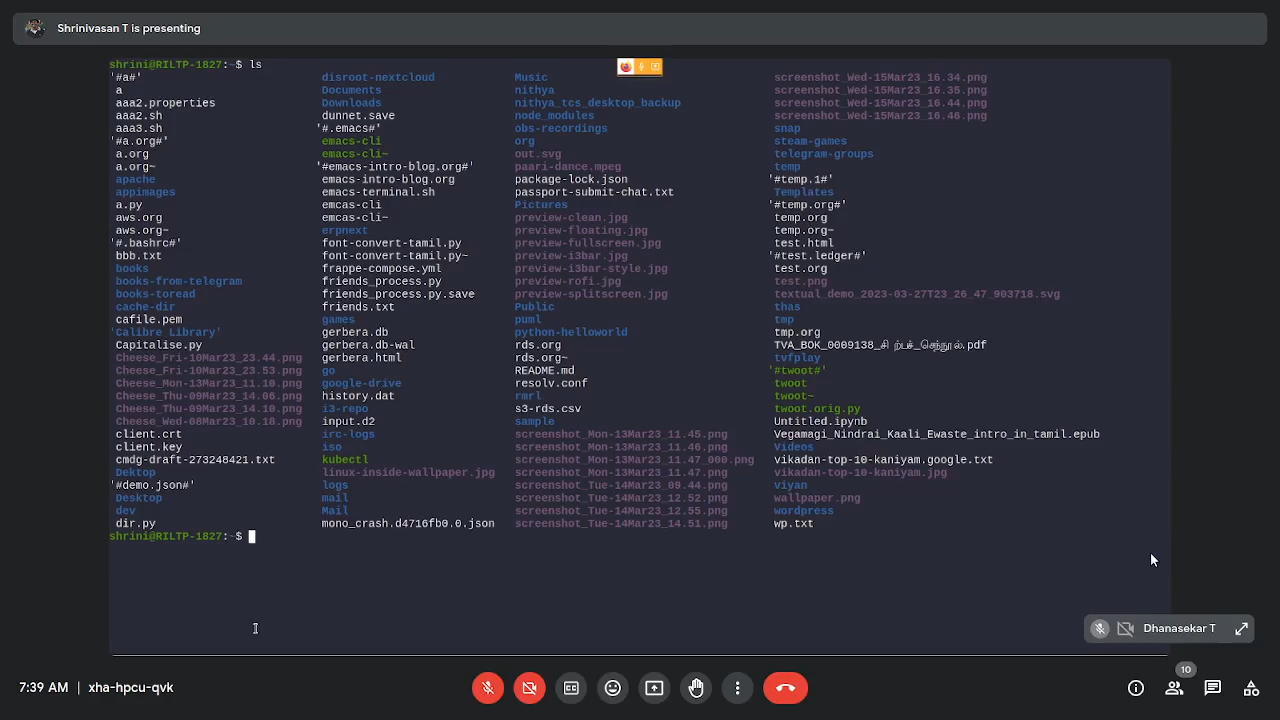 Shrinivasan T is presenting
shrini@RILTP-1827:~$ ls
'#a#' disroot-nextcloud Music screenshot_Wed-15Mar23_16.34.png
a Documents nithya screenshot_Wed-15Mar23_16.35.png
aaa2.properties Downloads nithya_tcs_desktop_backup screenshot_Wed-15Mar23_16.44.png
aaa2.sh dunnet.save node_modules screenshot_Wed-15Mar23_16.46.png
aaa3.sh '#.emacs#' obs-recordings snap
'#a.org#' emacs-cli org steam-games
a.org emacs-cli~ out.svg telegram-groups
a.org~ '#emacs-intro-blog.org#' paari-dance.mpeg temp
apache emacs-intro-blog.org package-lock.json '#temp.1#'
appimages emacs-terminal.sh passport-submit-chat.txt Templates
a.py emcas-cli Pictures '#temp.org#'
aws.org emcas-cli~ preview-clean.jpg temp.org
aws.org~ erpnext preview-floating.jpg temp.org~
'#.bashrc#' font-convert-tamil.py preview-fullscreen.jpg test.html
bbb.txt font-convert-tamil.py~ preview-i3bar.jpg '#test.ledger#'
books frappe-compose.yml preview-i3bar-style.jpg test.org
books-from-telegram friends_process.py preview-rofi.jpg test.png
books-toread friends_process.py.save preview-splitscreen.jpg textual_demo_2023-03-27T23_26_47_903718.svg
cache-dir friends.txt Public thas
cafile.pem games puml tmp
'Calibre Library' gerbera.db python-helloworld tmp.org
Capitalise.py gerbera.db-wal rds.org TVA_BOK_0009138_சிற்பச்_செந்நூல்.pdf
Cheese_Fri-10Mar23_23.44.png gerbera.html rds.org~ tvfplay
Cheese_Fri-10Mar23_23.53.png go README.md '#twoot#'
Cheese_Mon-13Mar23_11.10.png google-drive resolv.conf twoot
Cheese_Thu-09Mar23_14.06.png history.dat rmrl twoot~
Cheese_Thu-09Mar23_14.10.png i3-repo s3-rds.csv twoot.orig.py
Cheese_Wed-08Mar23_10.18.png input.d2 sample Untitled.ipynb
client.crt irc-logs screenshot_Mon-13Mar23_11.45.png Vegamagi_Nindrai_Kaali_Ewaste_intro_in_tamil.epub
client.key iso screenshot_Mon-13Mar23_11.46.png Videos
cmdg-draft-273248421.txt kubectl screenshot_Mon-13Mar23_11.47_000.png vikadan-top-10-kaniyam.google.txt
Dektop linux-inside-wallpaper.jpg screenshot_Mon-13Mar23_11.47.png vikadan-top-10-kaniyam.jpg
'#demo.json#' logs screenshot_Tue-14Mar23_09.44.png viyan
Desktop mail screenshot_Tue-14Mar23_12.52.png wallpaper.png
dev Mail screenshot_Tue-14Mar23_12.55.png wordpress
dir.py mono_crash.d4716fb0.0.json screenshot_Tue-14Mar23_14.51.png wp.txt
shrini@RILTP-1827:~$
Dhanasekar T
7:39 AM | xha-hpcu-qvk
10